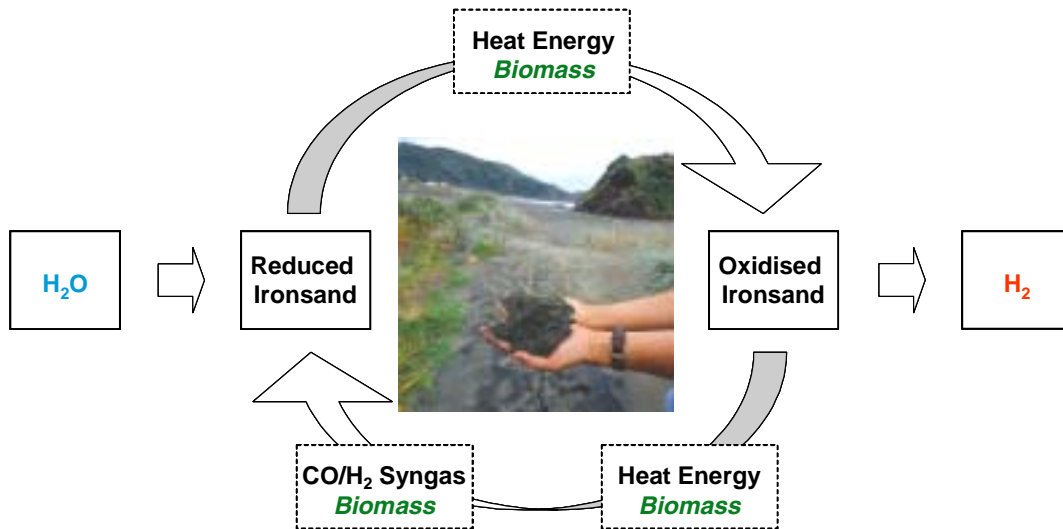 Heat Energy
Biomass
H₂O
Reduced
Ironsand
Oxidised
Ironsand
H₂
CO/H₂ Syngas
Biomass
Heat Energy
Biomass